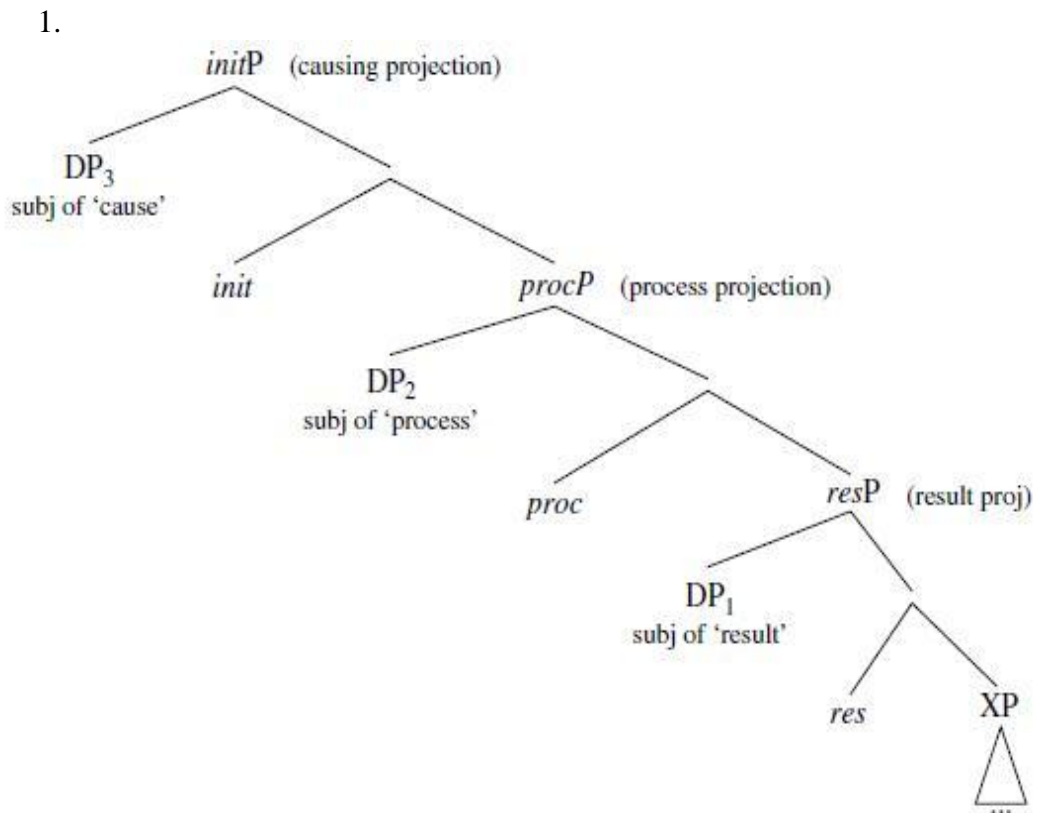 1.
initP (causing projection)
DP₃
subj of ‘cause’
init procP (process projection)
DP₂
subj of ‘process’
proc resP (result proj)
DP₁
subj of ‘result’
res XP
...